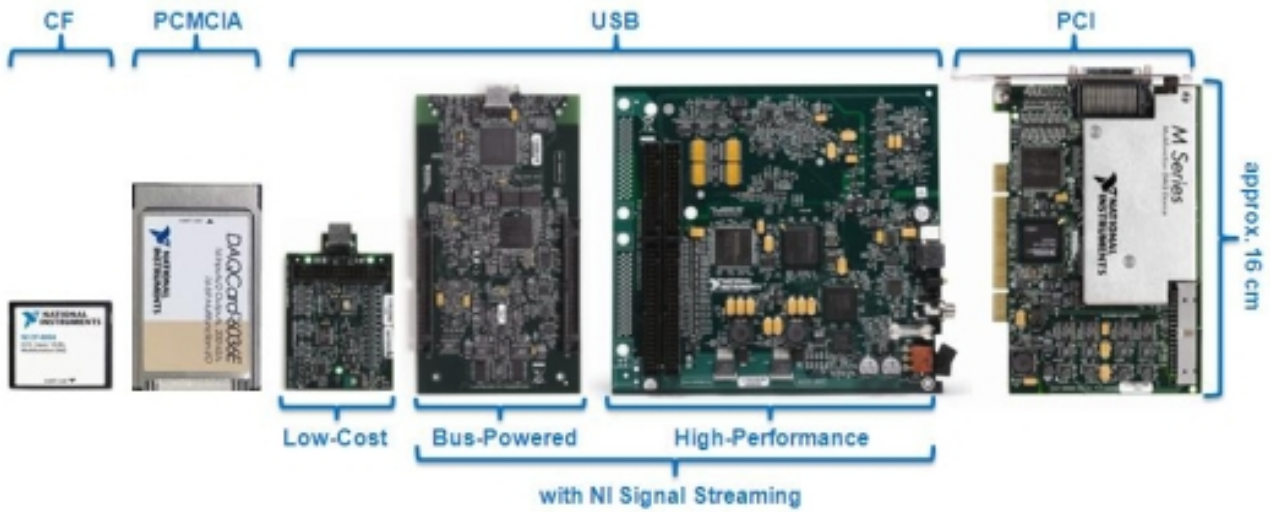 CF
PCMCIA
USB
PCI
NATIONAL
INSTRUMENTS
NATIONAL
INSTRUMENTS
DAQCard-6036E
M Series
NATIONAL
INSTRUMENTS
approx. 16 cm
Low-Cost
Bus-Powered
High-Performance
with NI Signal Streaming